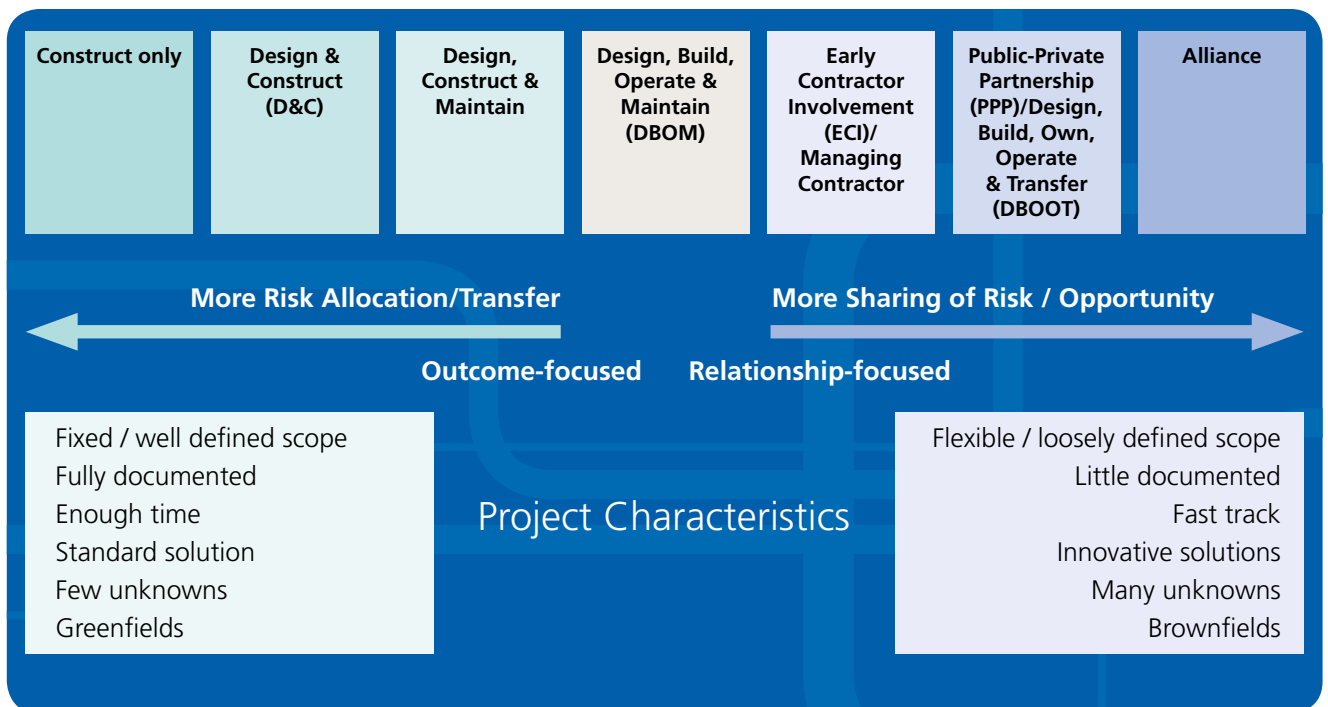 Construct only
Design &
Construct
(D&C)
Design,
Construct &
Maintain
Design, Build,
Operate &
Maintain
(DBOM)
Early
Contractor
Involvement
(ECI)/
Managing
Contractor
Public-Private
Partnership
(PPP)/Design,
Build, Own,
Operate
& Transfer
(DBOOT)
Alliance
More Risk Allocation/Transfer
More Sharing of Risk / Opportunity
Outcome-focused
Relationship-focused
Fixed / well defined scope
Fully documented
Enough time
Standard solution
Few unknowns
Greenfields
Project Characteristics
Flexible / loosely defined scope
Little documented
Fast track
Innovative solutions
Many unknowns
Brownfields